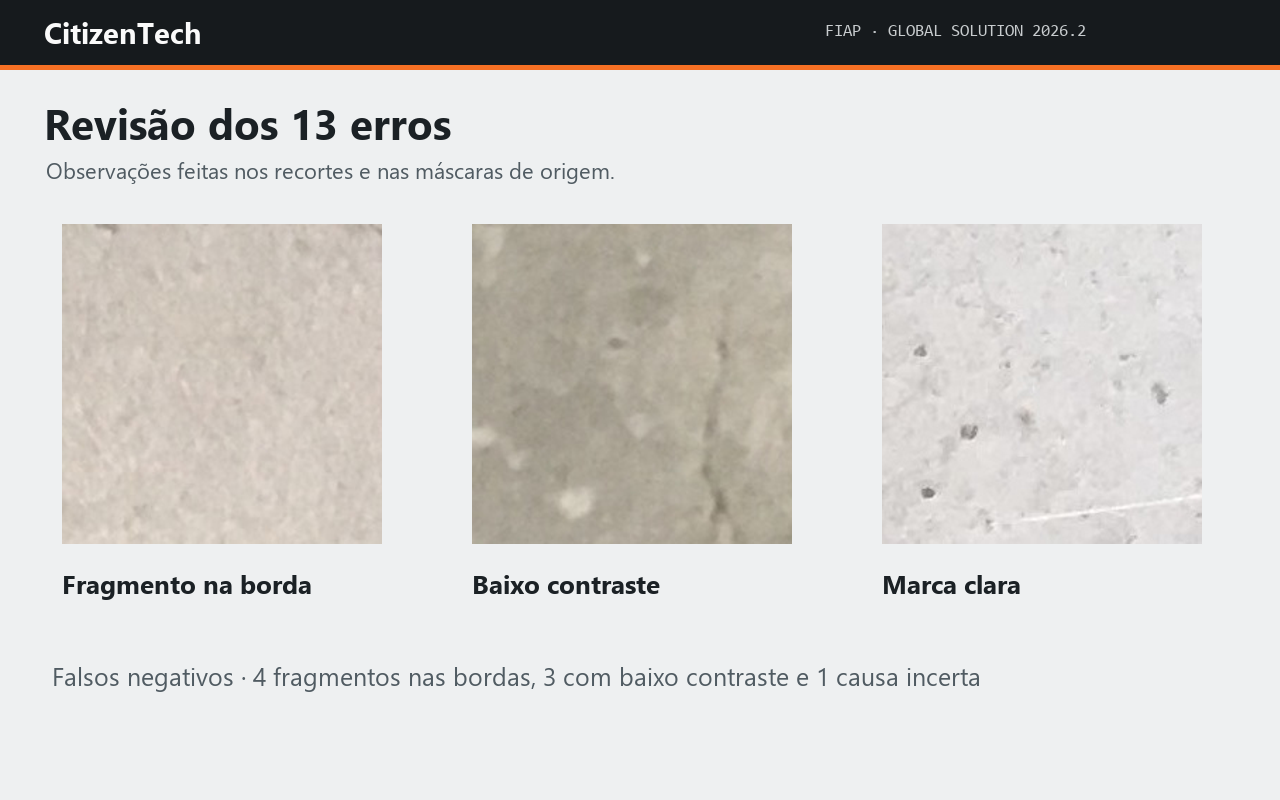 CitizenTech
FIAP · GLOBAL SOLUTION 2026.2
Revisão dos 13 erros
Observações feitas nos recortes e nas máscaras de origem.
Fragmento na borda
Baixo contraste
Marca clara
Falsos negativos · 4 fragmentos nas bordas, 3 com baixo contraste e 1 causa incerta